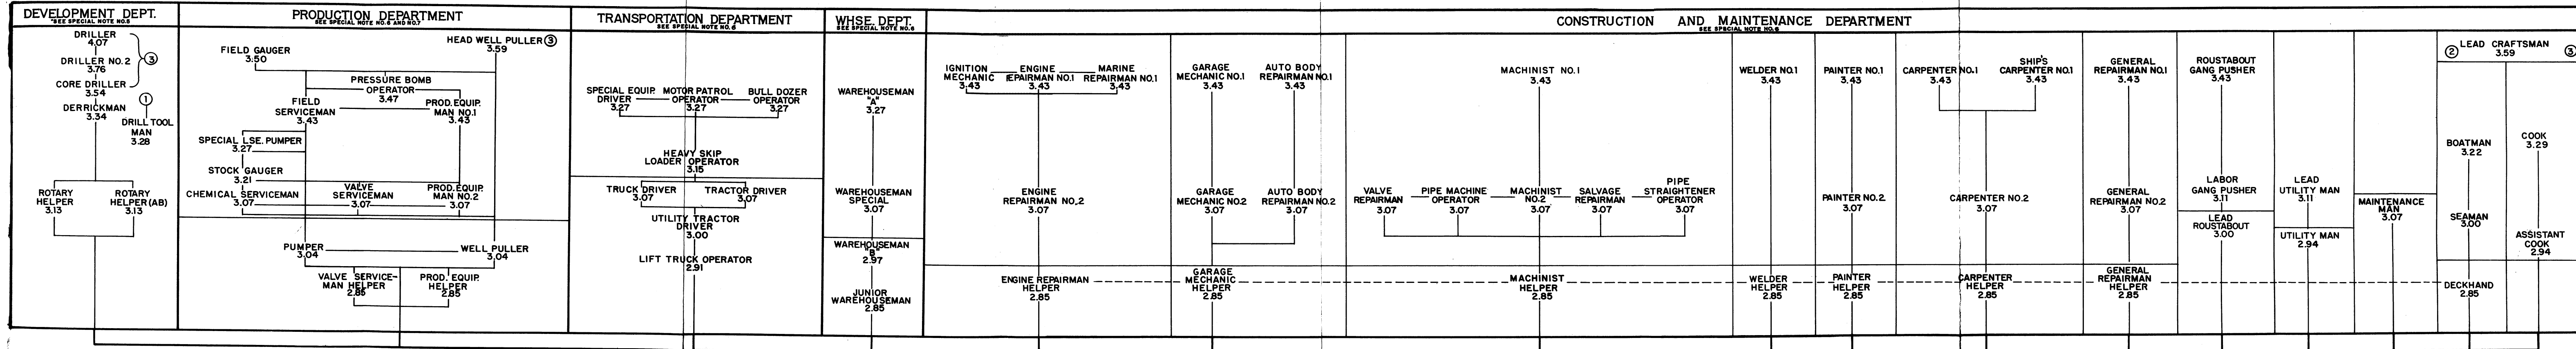 DEVELOPMENT DEPT.
*SEE SPECIAL NOTE NO.5
DRILLER
4.07
DRILLER NO.2
3.76
CORE DRILLER
3.54
3
DERRICKMAN
3.34
1
DRILL TOOL
MAN
3.28
ROTARY
HELPER
3.13
ROTARY
HELPER (AB)
3.13
PRODUCTION DEPARTMENT
SEE SPECIAL NOTE NO.6 AND NO.7
FIELD GAUGER
3.50
HEAD WELL PULLER 3
3.59
PRESSURE BOMB
OPERATOR
3.47
FIELD
SERVICEMAN
3.43
PROD. EQUIP.
MAN NO.1
3.43
SPECIAL LSE. PUMPER
3.27
STOCK GAUGER
3.21
CHEMICAL SERVICEMAN
3.07
VALVE
SERVICEMAN
3.07
PROD. EQUIP.
MAN NO.2
3.07
PUMPER
3.04
WELL PULLER
3.04
VALVE SERVICE-
MAN HELPER
2.85
PROD. EQUIP.
HELPER
2.85
TRANSPORTATION DEPARTMENT
SEE SPECIAL NOTE NO.6
SPECIAL EQUIP.
DRIVER
3.27
MOTOR PATROL
OPERATOR
3.27
BULL DOZER
OPERATOR
3.27
HEAVY SKIP
LOADER OPERATOR
3.15
TRUCK DRIVER
3.07
TRACTOR DRIVER
3.07
UTILITY TRACTOR
DRIVER
3.00
LIFT TRUCK OPERATOR
2.91
WHSE. DEPT.
SEE SPECIAL NOTE NO.6
WAREHOUSEMAN
"A"
3.27
WAREHOUSEMAN
SPECIAL
3.07
WAREHOUSEMAN
"B"
2.97
JUNIOR
WAREHOUSEMAN
2.85
CONSTRUCTION AND MAINTENANCE DEPARTMENT
SEE SPECIAL NOTE NO.6
IGNITION
MECHANIC
3.43
ENGINE
REPAIRMAN NO.1
3.43
MARINE
REPAIRMAN NO.1
3.43
ENGINE
REPAIRMAN NO.2
3.07
ENGINE REPAIRMAN
HELPER
2.85
GARAGE
MECHANIC NO.1
3.43
AUTO BODY
REPAIRMAN NO.1
3.43
GARAGE
MECHANIC NO.2
3.07
AUTO BODY
REPAIRMAN NO.2
3.07
GARAGE
MECHANIC
HELPER
2.85
MACHINIST NO.1
3.43
VALVE
REPAIRMAN
3.07
PIPE MACHINE
OPERATOR
3.07
MACHINIST
NO.2
3.07
SALVAGE
REPAIRMAN
3.07
PIPE
STRAIGHTENER
OPERATOR
3.07
MACHINIST
HELPER
2.85
WELDER NO.1
3.43
WELDER
HELPER
2.85
PAINTER NO.1
3.43
PAINTER NO.2
3.07
PAINTER
HELPER
2.85
CARPENTER NO.1
3.43
SHIP'S
CARPENTER NO.1
3.43
CARPENTER NO.2
3.07
CARPENTER
HELPER
2.85
GENERAL
REPAIRMAN NO.1
3.43
GENERAL
REPAIRMAN NO.2
3.07
GENERAL
REPAIRMAN
HELPER
2.85
ROUSTABOUT
GANG PUSHER
3.43
LABOR
GANG PUSHER
3.11
LEAD
ROUSTABOUT
3.00
LEAD
UTILITY MAN
3.11
UTILITY MAN
2.94
MAINTENANCE
MAN
3.07
2 LEAD CRAFTSMAN 3
3.59
BOATMAN
3.22
SEAMAN
3.00
DECKHAND
2.85
COOK
3.29
ASSISTANT
COOK
2.94